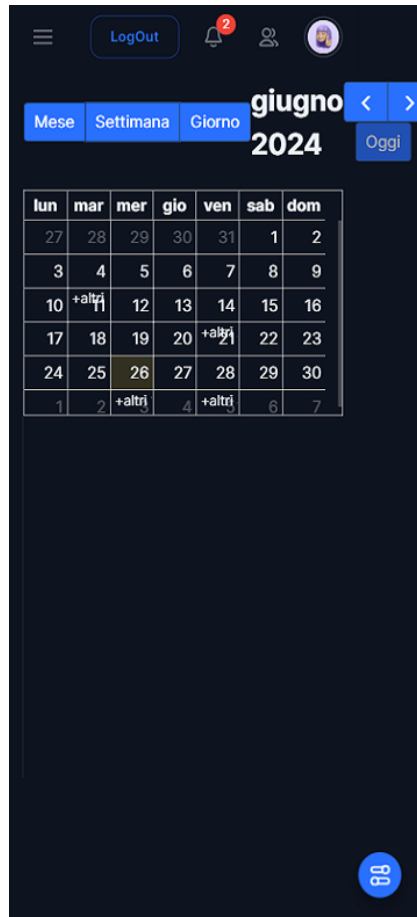 LogOut 2
Mese Settimana Giorno giugno 2024 Oggi
lun mar mer gio ven sab dom
27 28 29 30 31 1 2
3 4 5 6 7 8 9
10 +altri 11 12 13 14 15 16
17 18 19 20 +altri 21 22 23
24 25 26 27 28 29 30
1 2 +altri 3 4 +altri 5 6 7